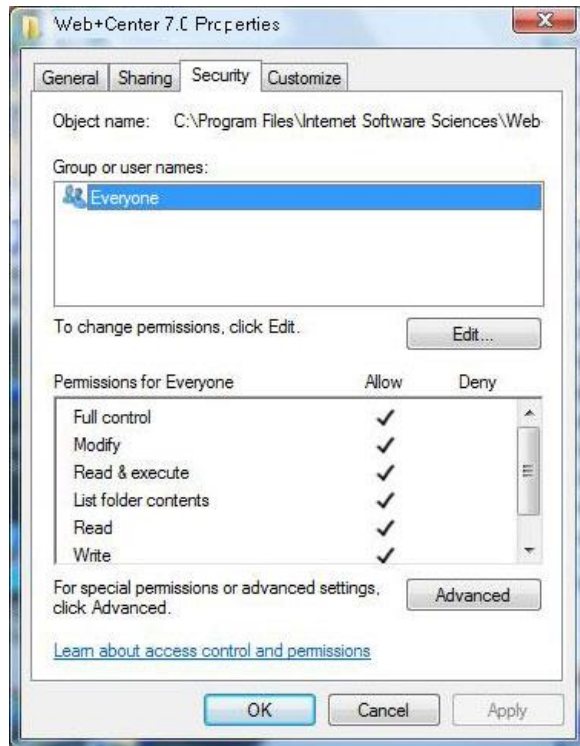 Web+Center 7.0 Properties
General Sharing Security Customize
Object name: C:\Program Files\Internet Software Sciences\Web-
Group or user names:
Everyone
To change permissions, click Edit.
Edit...
Permissions for Everyone Allow Deny
Full control
Modify
Read & execute
List folder contents
Read
Write
For special permissions or advanced settings,
click Advanced.
Advanced
Learn about access control and permissions
OK Cancel Apply